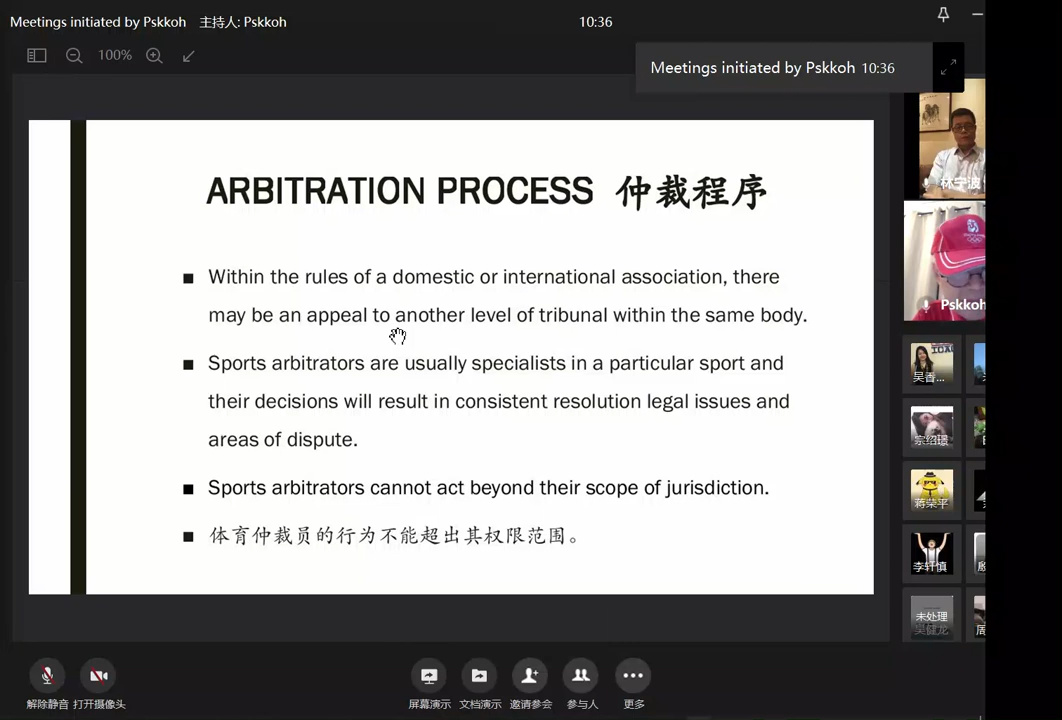 Meetings initiated by Pskkoh 主持人: Pskkoh
10:36
100%
Meetings initiated by Pskkoh 10:36
ARBITRATION PROCESS 仲裁程序
■ Within the rules of a domestic or international association, there
may be an appeal to another level of tribunal within the same body.
■ Sports arbitrators are usually specialists in a particular sport and
their decisions will result in consistent resolution legal issues and
areas of dispute.
■ Sports arbitrators cannot act beyond their scope of jurisdiction.
■ 体育仲裁员的行为不能超出其权限范围。
林宁波
Pskkoh
吴香...
宗绍璟
蒋荣平
李轩慎
未处理
吴健龙
解除静音
打开摄像头
屏幕演示
文档演示
邀请参会
参与人
更多